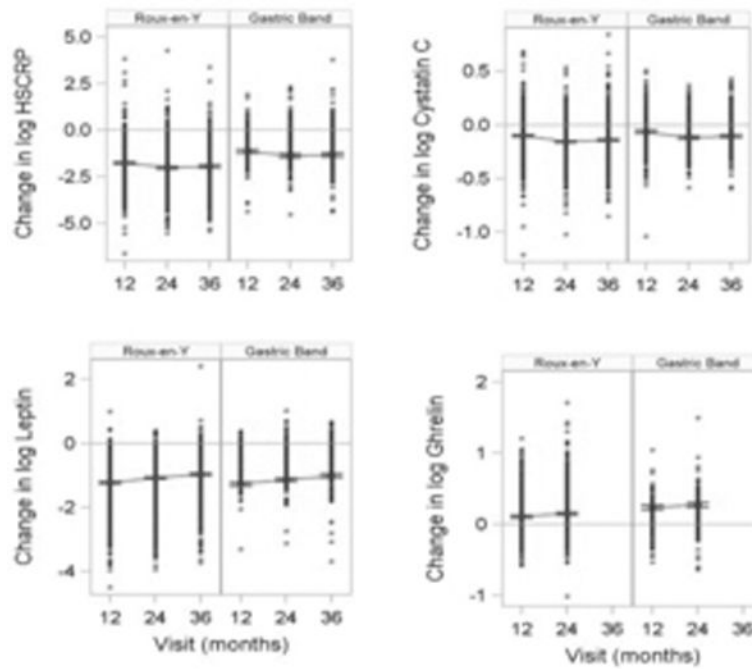 Roux-en-Y Gastric Band
Change in log HSCRP
5.0
2.5
0.0
-2.5
-5.0
12 24 36 12 24 36
Roux-en-Y Gastric Band
Change in log Cystatin C
0.5
0.0
-0.5
-1.0
12 24 36 12 24 36
Roux-en-Y Gastric Band
Change in log Leptin
2
0
-2
-4
12 24 36 12 24 36
Visit (months)
Roux-en-Y Gastric Band
Change in log Ghrelin
2
1
0
-1
12 24 36 12 24 36
Visit (months)